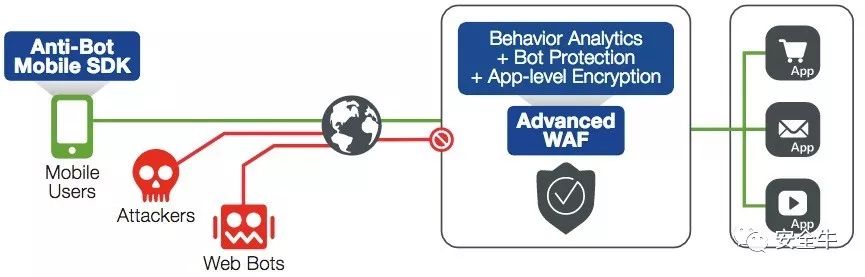 Anti-Bot
Mobile SDK
Mobile
Users
Attackers
Web Bots
Behavior Analytics
+ Bot Protection
+ App-level Encryption
Advanced
WAF
App
App
App
安全牛